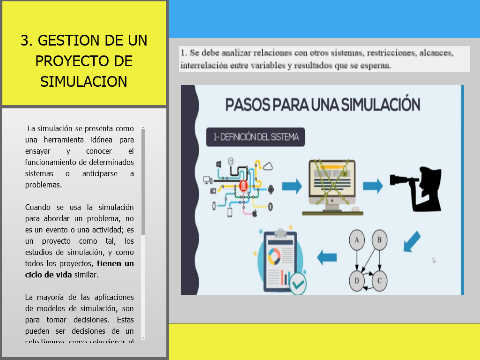 3. GESTION DE UN
PROYECTO DE
SIMULACION
La simulación se presenta como
una herramienta idónea para
ensayar y conocer el
funcionamiento de determinados
sistemas o anticiparse a
problemas.
Cuando se usa la simulación
para abordar un problema, no
es un evento o una actividad; es
un proyecto como tal, los
estudios de simulación, y como
todos los proyectos, tienen un
ciclo de vida similar.
La mayoría de las aplicaciones
de modelos de simulación, son
para tomar decisiones. Estas
pueden ser decisiones de un
1. Se debe analizar relaciones con otros sistemas, restricciones, alcances,
interrelación entre variables y resultados que se esperan.
PASOS PARA UNA SIMULACIÓN
1- DEFINICIÓN DEL SISTEMA
A B
D C